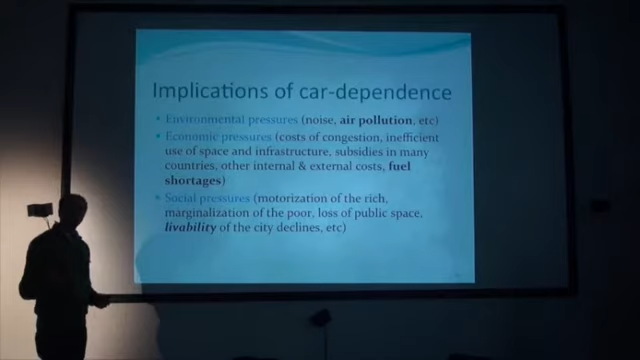 Implications of car-dependence
Environmental pressures (noise, air pollution, etc)
Economic pressures (costs of congestion, inefficient
use of space and infrastructure, subsidies in many
countries, other internal & external costs, fuel
shortages)
Social pressures (motorization of the rich,
marginalization of the poor, loss of public space,
livability of the city declines, etc)